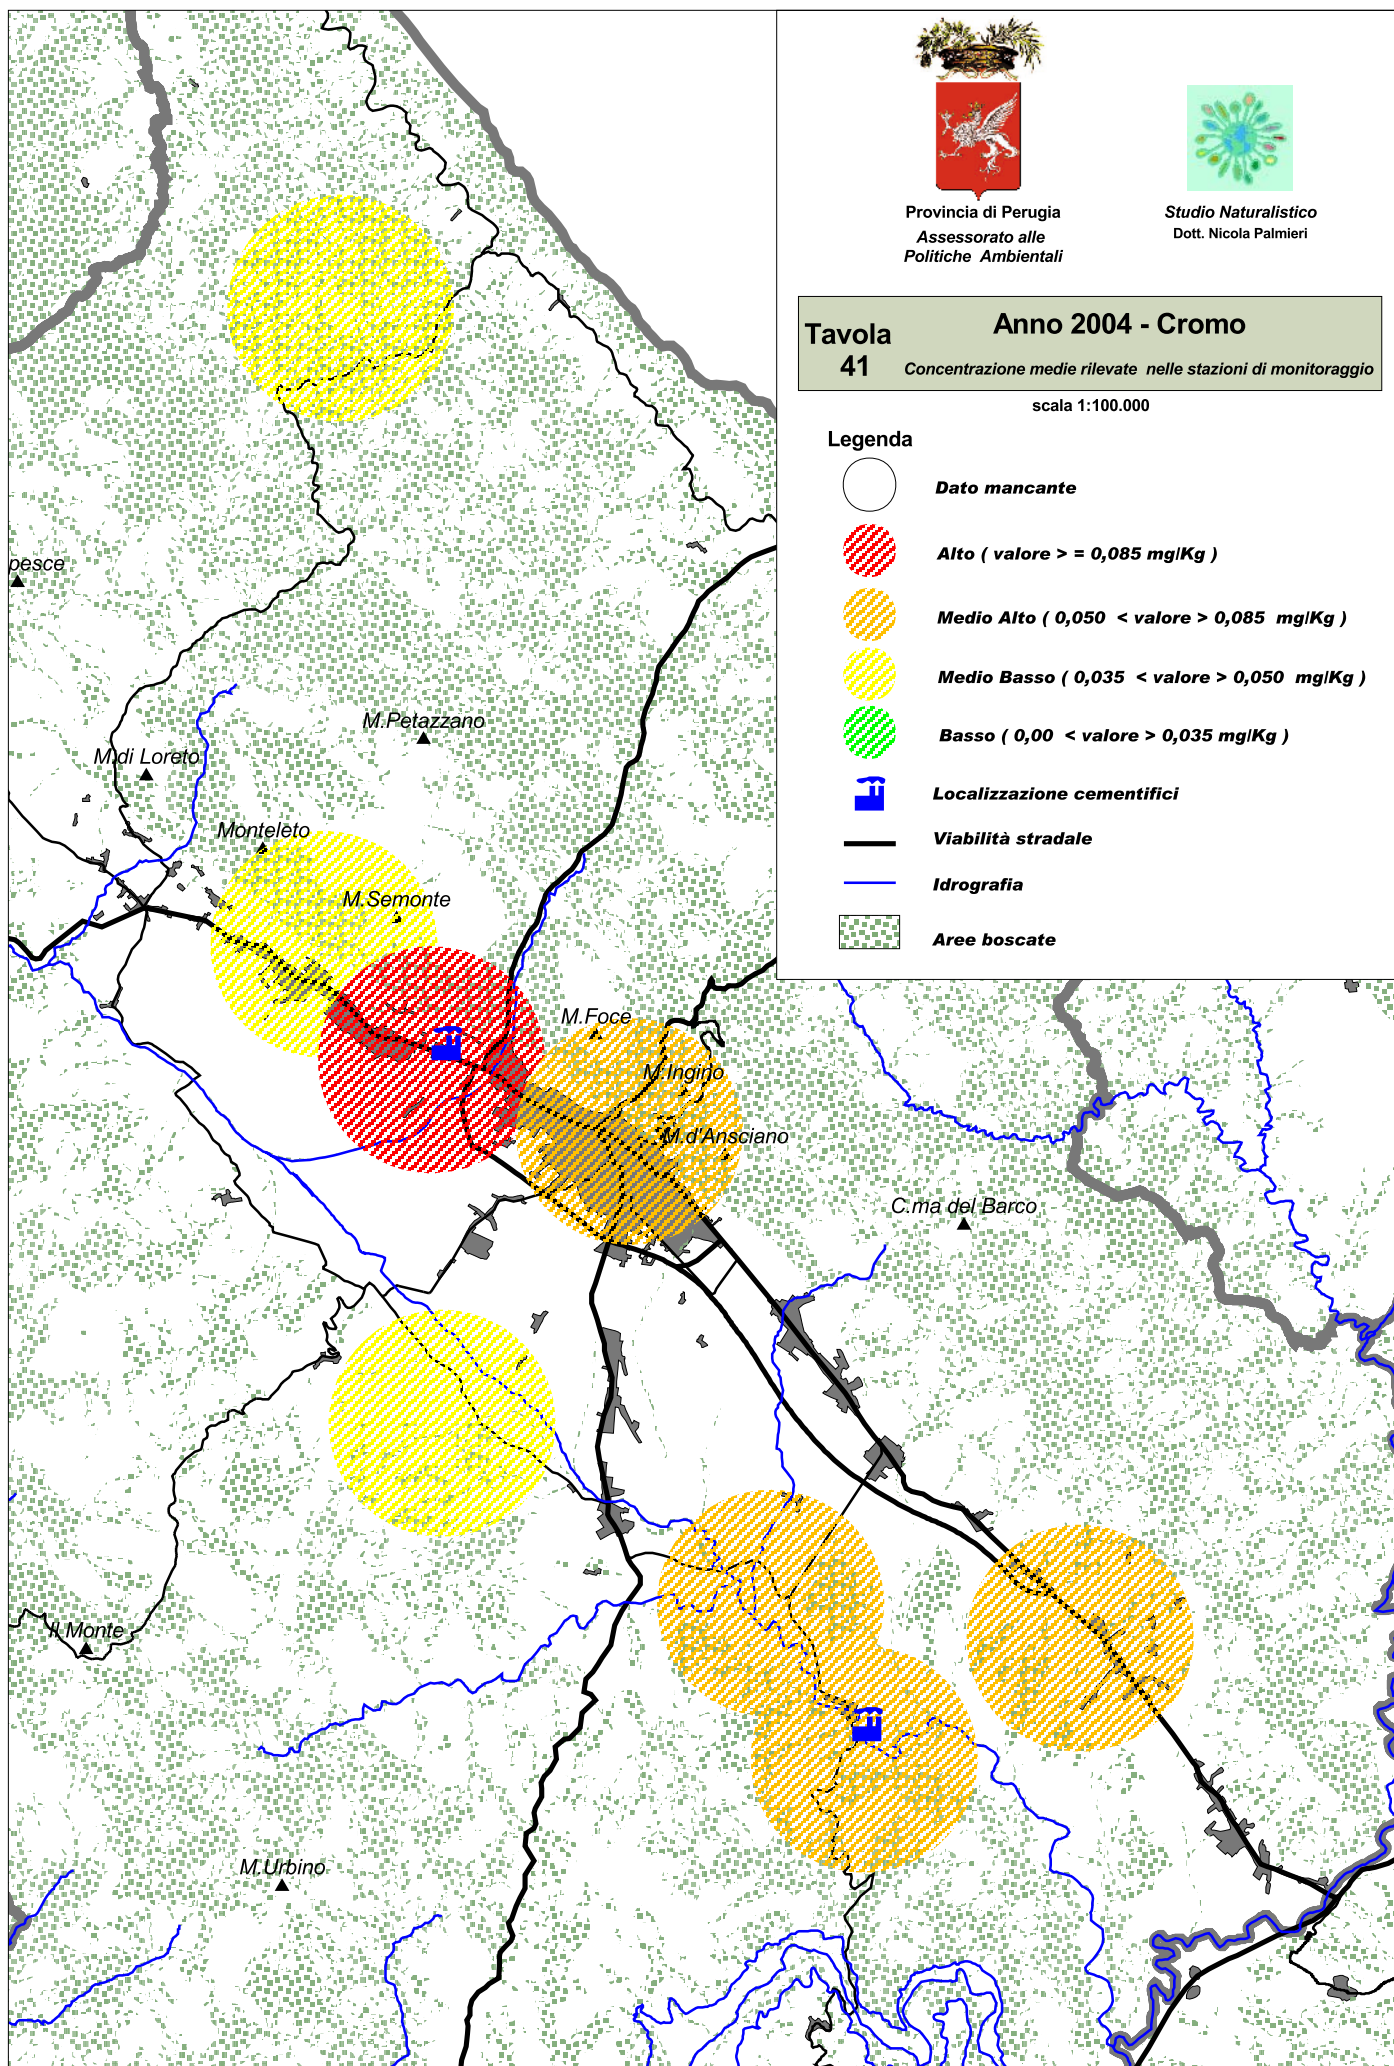 Provincia di Perugia
Assessorato alle
Politiche Ambientali
Studio Naturalistico
Dott. Nicola Palmieri
Tavola
41
Anno 2004 - Cromo
Concentrazione medie rilevate nelle stazioni di monitoraggio
scala 1:100.000
Legenda
Dato mancante
Alto ( valore > = 0,085 mg/Kg )
Medio Alto ( 0,050 < valore > 0,085 mg/Kg )
Medio Basso ( 0,035 < valore > 0,050 mg/Kg )
Basso ( 0,00 < valore > 0,035 mg/Kg )
Localizzazione cementifici
Viabilità stradale
Idrografia
Aree boscate
pesce
M.Petazzano
M.di Loreto
Monteleto
M.Semonte
M.Foce
M.Ingino
M.d'Ansciano
C.ma del Barco
Il Monte
M.Urbino